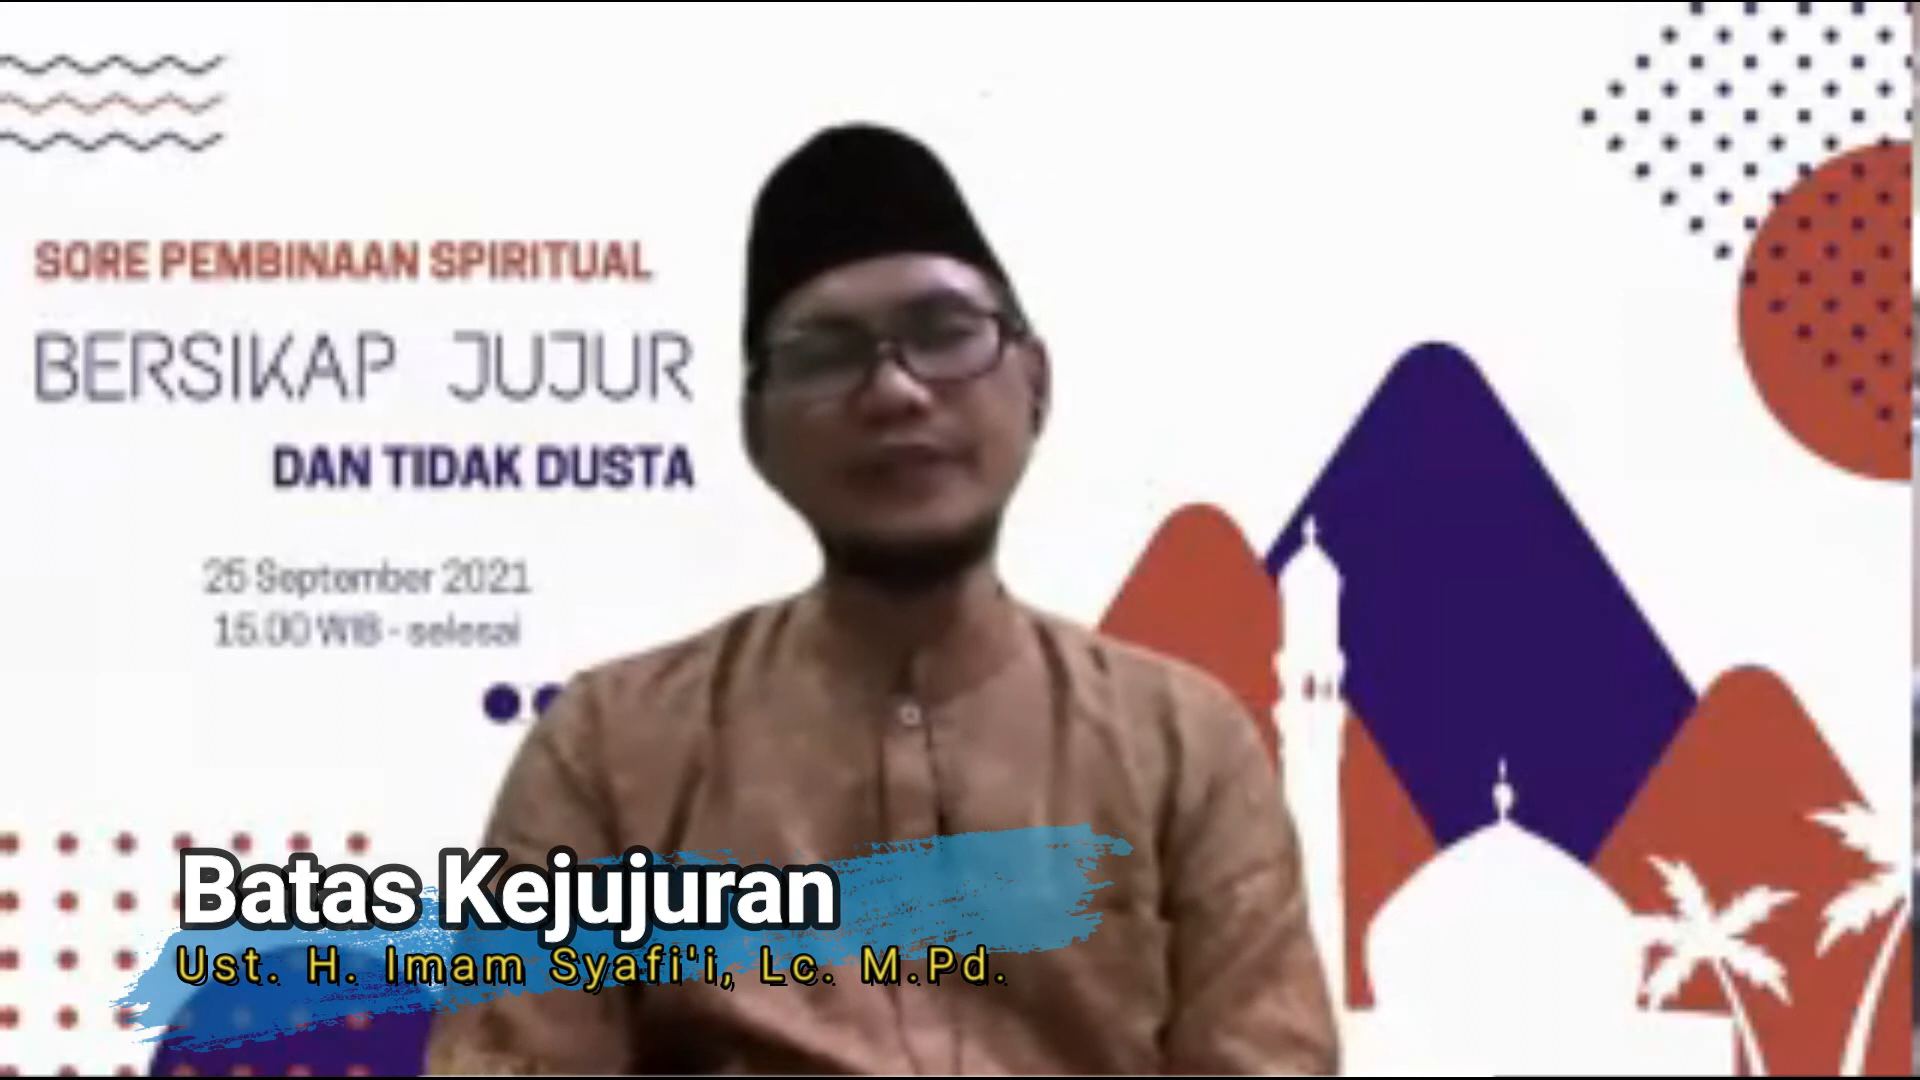 SORE PEMBINAAN SPIRITUAL
BERSIKAP JUJUR
DAN TIDAK DUSTA
25 September 2021
15.00 WIB - selesai
Batas Kejujuran
Ust. H. Imam Syafi'i, Lc. M.Pd.